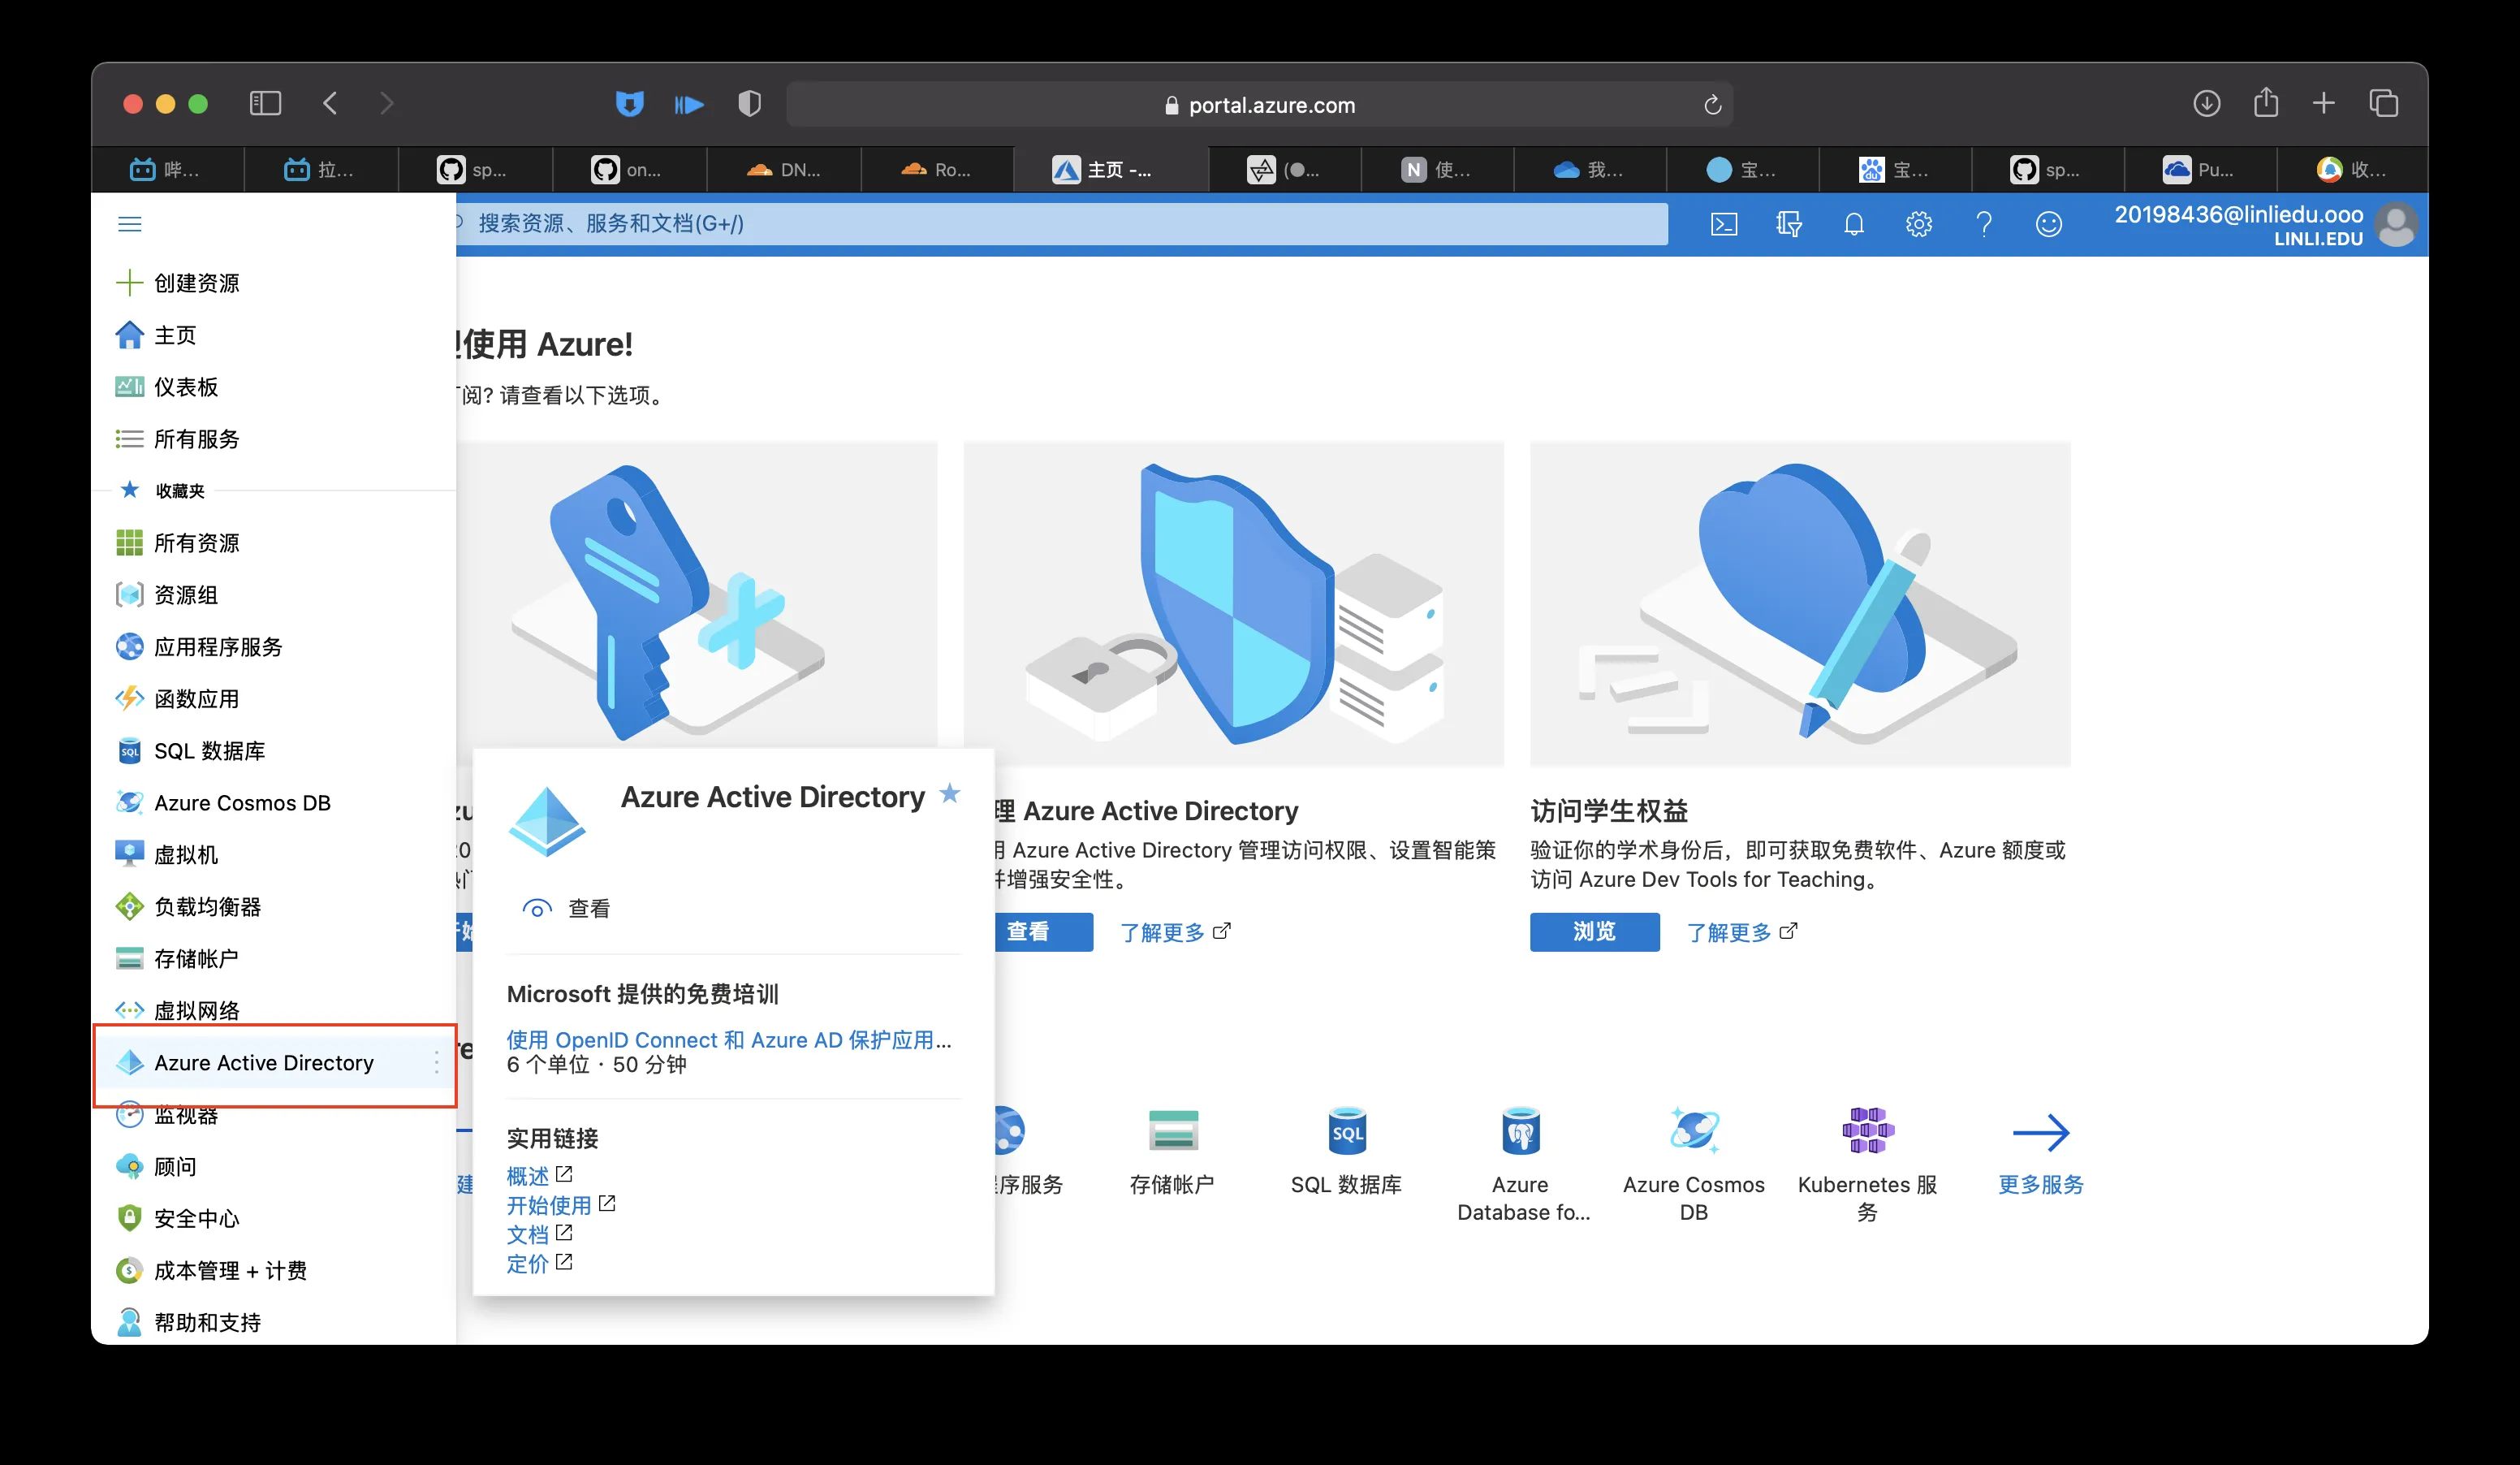 portal.azure.com
哔...
拉...
sp...
on...
DN...
Ro...
主页 -...
(●...
使...
我...
宝...
宝...
sp...
Pu...
收...
搜索资源、服务和文档(G+/)
20198436@linliedu.ooo
LINLI.EDU
创建资源
主页
仪表板
所有服务
收藏夹
所有资源
资源组
应用程序服务
函数应用
SQL 数据库
Azure Cosmos DB
虚拟机
负载均衡器
存储帐户
虚拟网络
Azure Active Directory
监视器
顾问
安全中心
成本管理 + 计费
帮助和支持
使用 Azure!
阅? 请查看以下选项。
Azure Active Directory
查看
Microsoft 提供的免费培训
使用 OpenID Connect 和 Azure AD 保护应用...
6 个单位 · 50 分钟
实用链接
概述
开始使用
文档
定价
理 Azure Active Directory
用 Azure Active Directory 管理访问权限、设置智能策
并增强安全性。
查看
了解更多
访问学生权益
验证你的学术身份后，即可获取免费软件、Azure 额度或
访问 Azure Dev Tools for Teaching。
浏览
了解更多
建
序服务
存储帐户
SQL 数据库
Azure
Database fo...
Azure Cosmos
DB
Kubernetes 服
务
更多服务